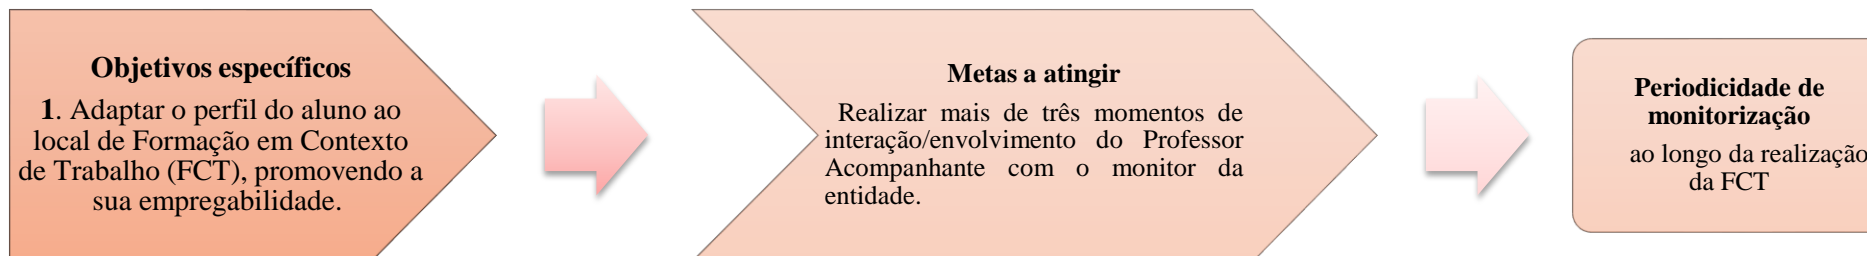 Objetivos específicos
1. Adaptar o perfil do aluno ao
local de Formação em Contexto
de Trabalho (FCT), promovendo a
sua empregabilidade.
Metas a atingir
Realizar mais de três momentos de
interação/envolvimento do Professor
Acompanhante com o monitor da
entidade.
Periodicidade de
monitorização
ao longo da realização
da FCT